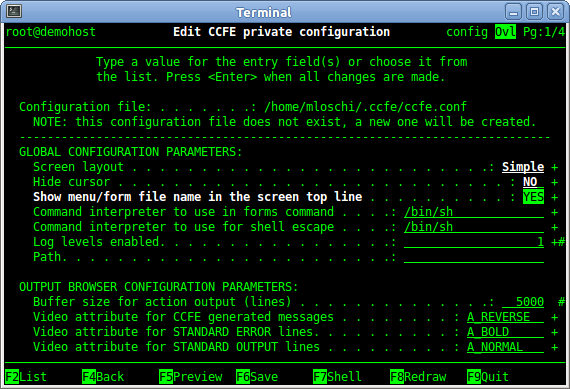 Terminal
root@demohost Edit CCFE private configuration config Ovl Pg:1/4
Type a value for the entry field(s) or choose it from
the list. Press <Enter> when all changes are made.
Configuration file: . . . . . . .: /home/mloschi/.ccfe/ccfe.conf
NOTE: this configuration file does not exist, a new one will be created.
-----------------------------------------------------------------------------
GLOBAL CONFIGURATION PARAMETERS:
Screen layout . . . . . . . . . . . . . . . . . . . . . . . . . .: Simple +
Hide cursor . . . . . . . . . . . . . . . . . . . . . . . . . . . . . : NO +
Show menu/form file name in the screen top line . . . . . . . . . . . : YES +
Command interpreter to use in forms command . . . .: /bin/sh +
Command interpreter to use for shell escape . . . .: /bin/sh +
Log levels enabled. . . . . . . . . . . . . . . . .: 1 +#
Path. . . . . . . . . . . . . . . . . . . . . . . .:
OUTPUT BROWSER CONFIGURATION PARAMETERS:
Buffer size for action output (lines) . . . . . . . . . . . . . .: 5000 #
Video attribute for CCFE generated messages . . . . . . . . . : A_REVERSE +
Video attribute for STANDARD ERROR lines. . . . . . . . . . . : A_BOLD +
Video attribute for STANDARD OUTPUT lines . . . . . . . . . . : A_NORMAL +
F2List F4Back F5Preview F6Save F7Shell F8Redraw F9Quit